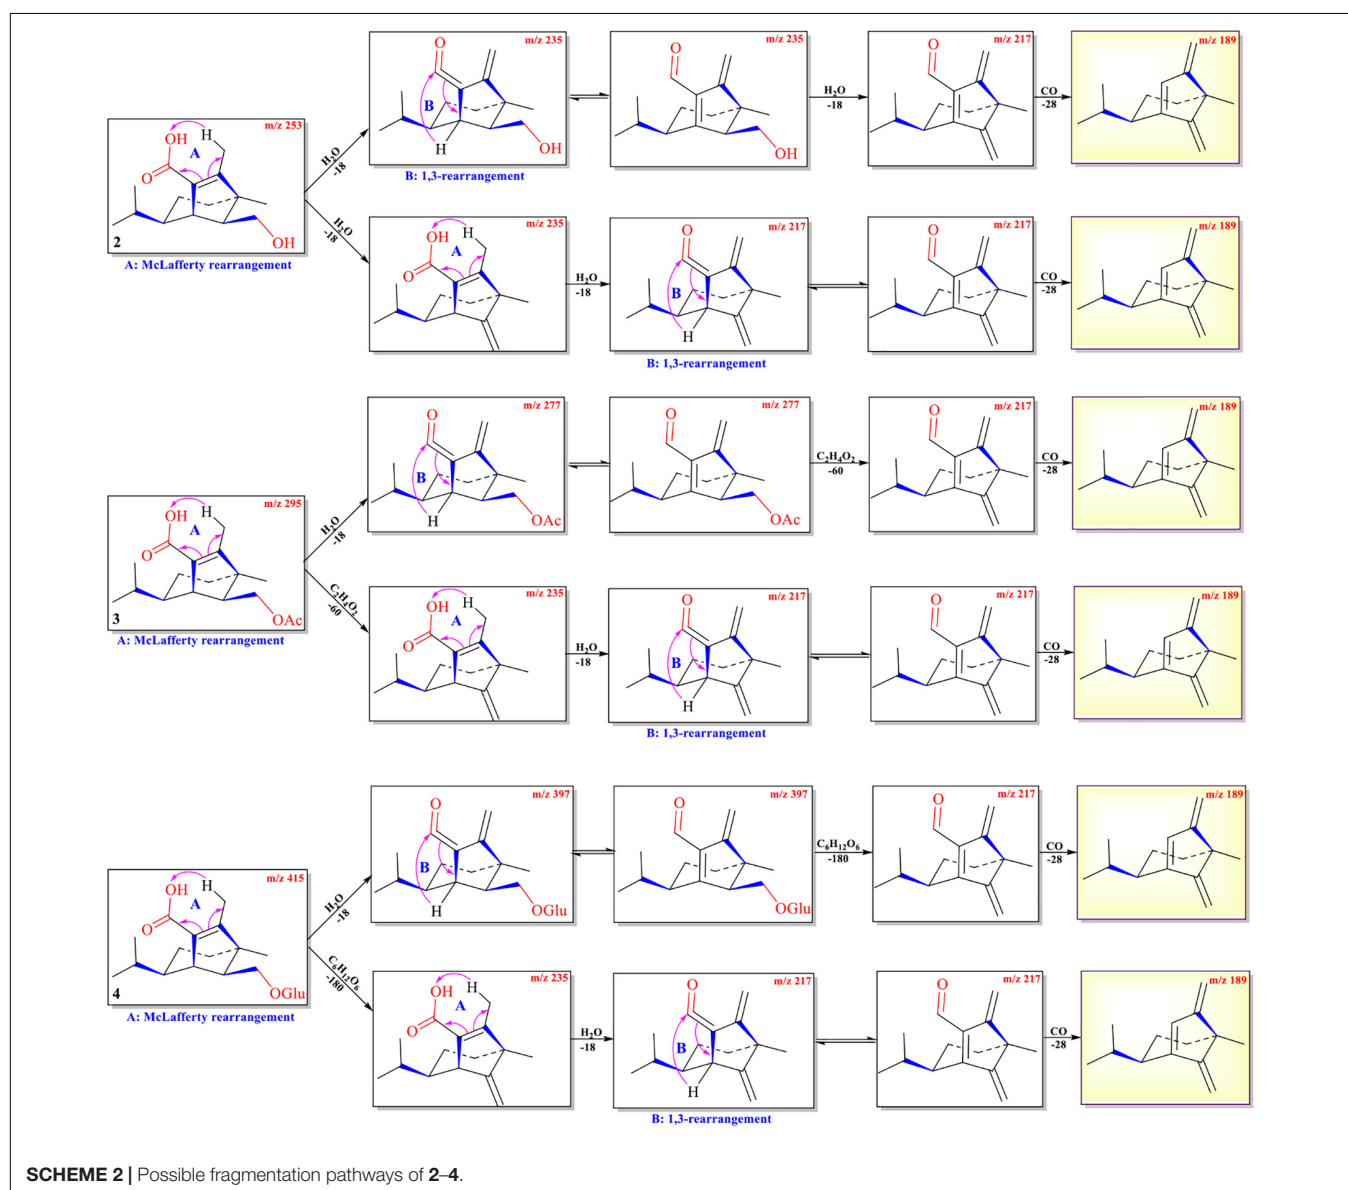 m/z 235
O
B
H
OH
B: 1,3-rearrangement
m/z 235
O
OH
H₂O
-18
m/z 217
O
CO
-28
m/z 189
m/z 253
OH
H
A
O
OH
2
A: McLafferty rearrangement
H₂O
-18
H₂O
-18
m/z 235
OH
H
A
O
H₂O
-18
m/z 217
O
B
H
B: 1,3-rearrangement
m/z 217
O
CO
-28
m/z 189
m/z 277
O
B
H
OAc
m/z 277
O
OAc
C₂H₄O₂
-60
m/z 217
O
CO
-28
m/z 189
m/z 295
OH
H
A
O
OAc
3
A: McLafferty rearrangement
H₂O
-18
C₂H₄O₂
-60
m/z 235
OH
H
A
O
H₂O
-18
m/z 217
O
B
H
B: 1,3-rearrangement
m/z 217
O
CO
-28
m/z 189
m/z 397
O
B
H
OGlu
m/z 397
O
OGlu
C₆H₁₂O₆
-180
m/z 217
O
CO
-28
m/z 189
m/z 415
OH
H
A
O
OGlu
4
A: McLafferty rearrangement
H₂O
-18
C₆H₁₂O₆
-180
m/z 235
OH
H
A
O
H₂O
-18
m/z 217
O
B
H
B: 1,3-rearrangement
m/z 217
O
CO
-28
m/z 189
SCHEME 2 | Possible fragmentation pathways of 2–4.